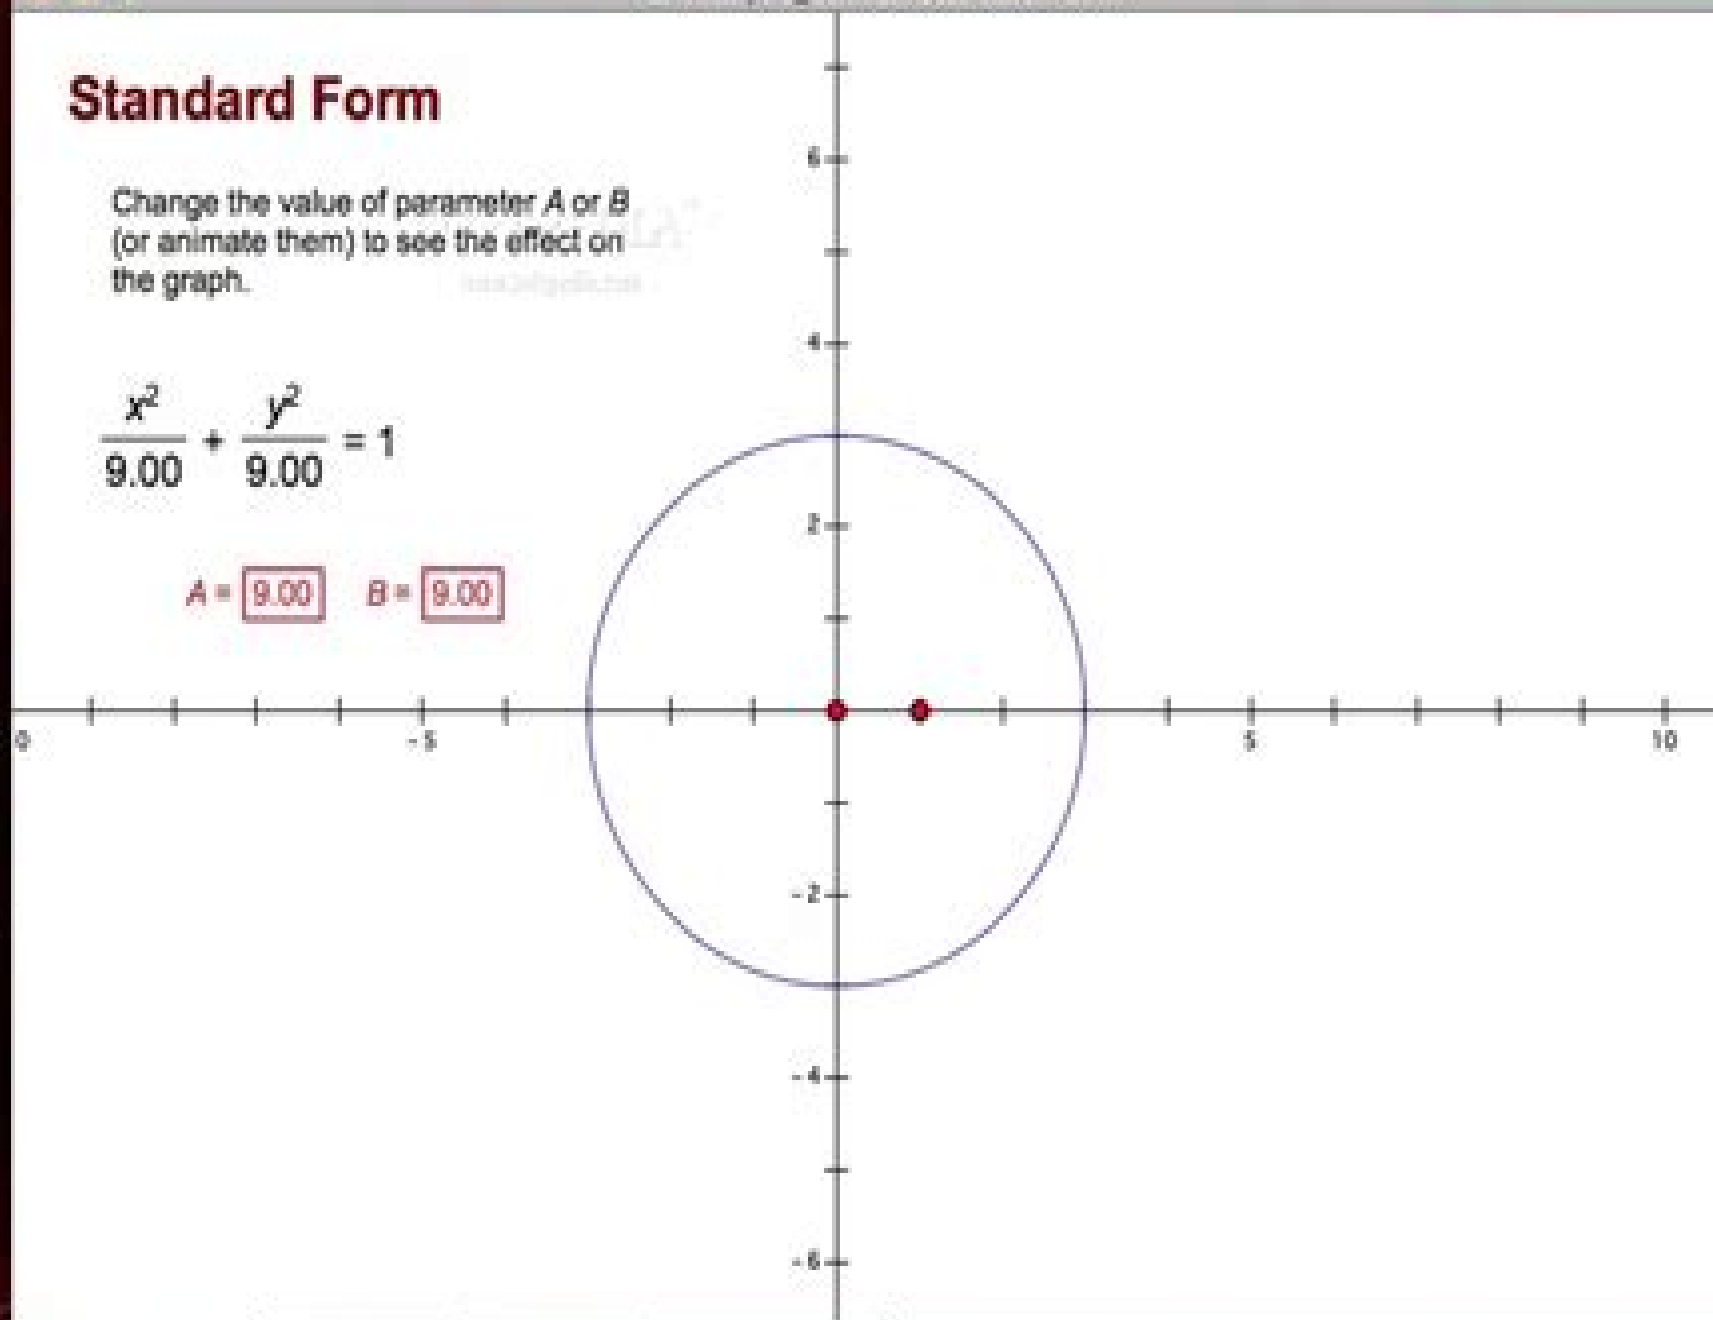 Standard Form
Change the value of parameter A or B
(or animate them) to see the effect on
the graph.
x² y²
+ = 1
9.00 9.00
A = 9.00 B = 9.00
6
4
2
0 -5 5 10
-2
-4
-6